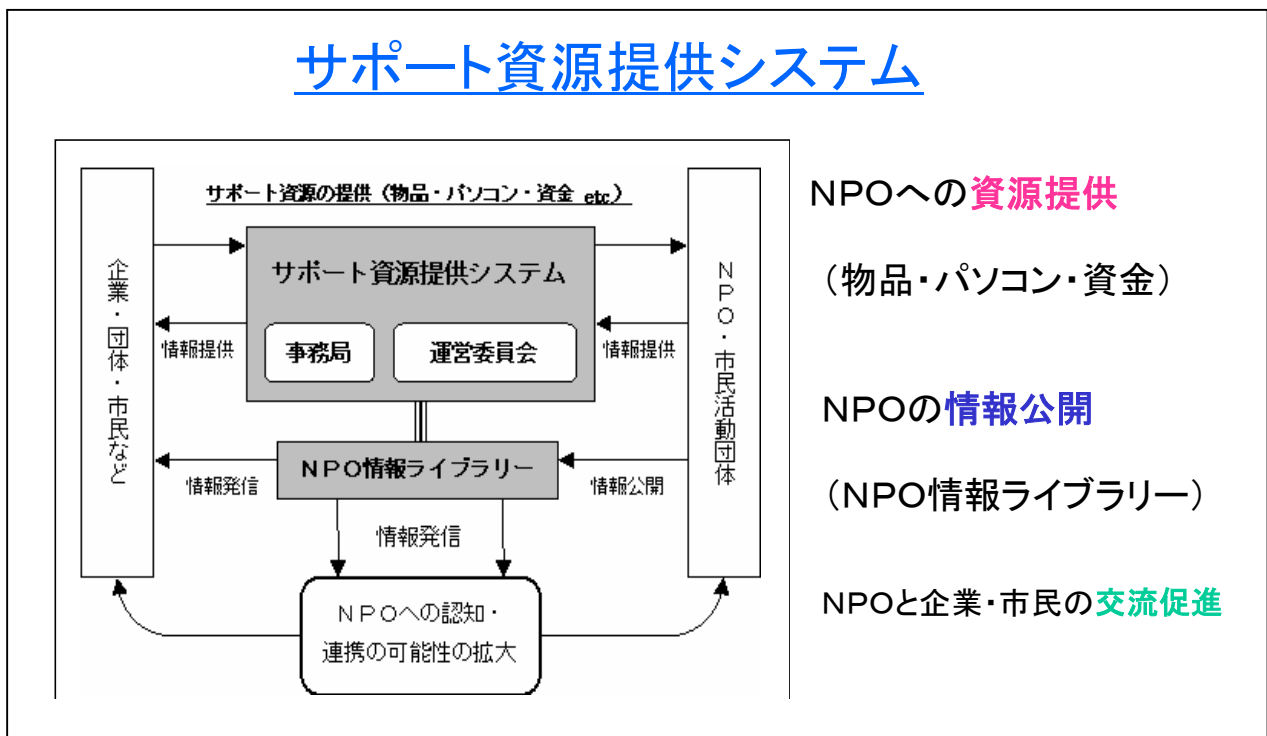 サポート資源提供システム
サポート資源の提供（物品・パソコン・資金 etc）
企業・団体・市民など
サポート資源提供システム
事務局
運営委員会
情報提供
情報提供
NPO・市民活動団体
NPO情報ライブラリー
情報発信
情報公開
情報発信
NPOへの認知・
連携の可能性の拡大
NPOへの資源提供
（物品・パソコン・資金）
NPOの情報公開
（NPO情報ライブラリー）
NPOと企業・市民の交流促進